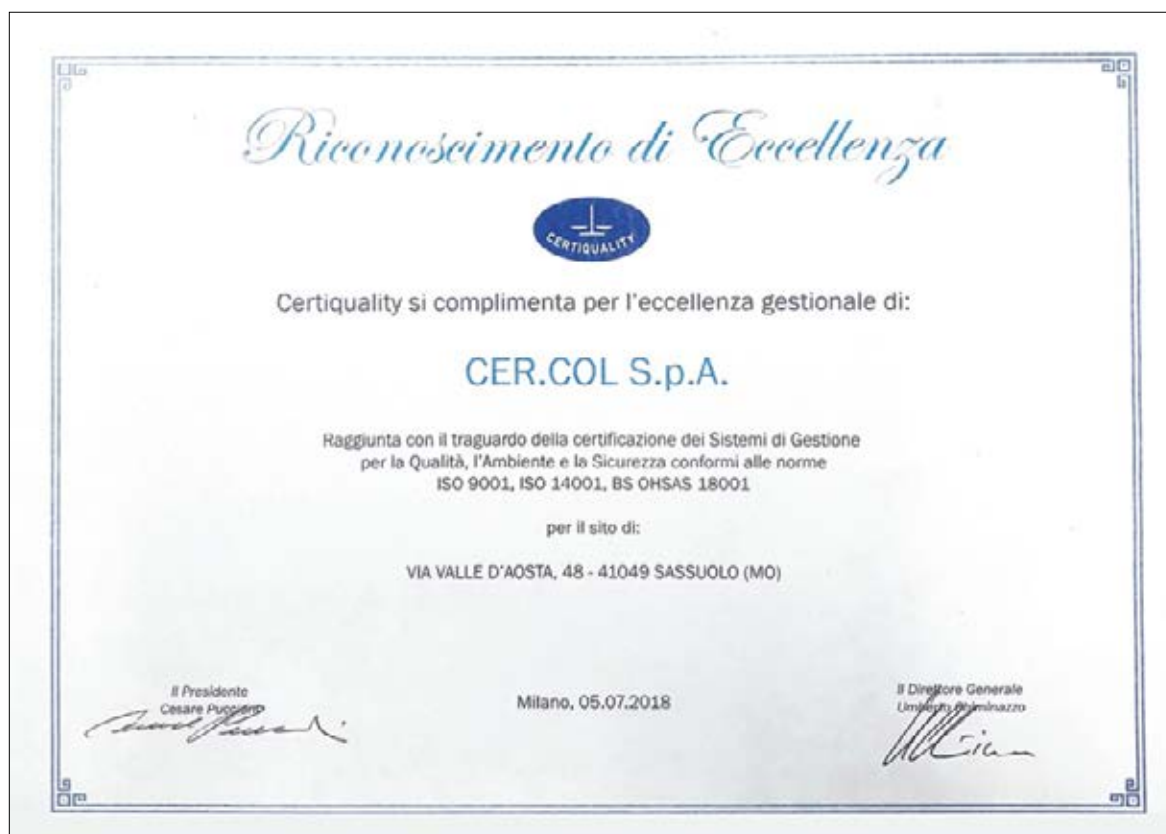 Riconoscimento di Eccellenza
CERTIQUALITY
Certiquality si complimenta per l'eccellenza gestionale di:
CER.COL S.p.A.
Raggiunta con il traguardo della certificazione dei Sistemi di Gestione
per la Qualità, l'Ambiente e la Sicurezza conformi alle norme
ISO 9001, ISO 14001, BS OHSAS 18001
per il sito di:
VIA VALLE D'AOSTA, 48 - 41049 SASSUOLO (MO)
Il Presidente
Cesare
Milano, 05.07.2018
Il Direttore Generale
Umberto